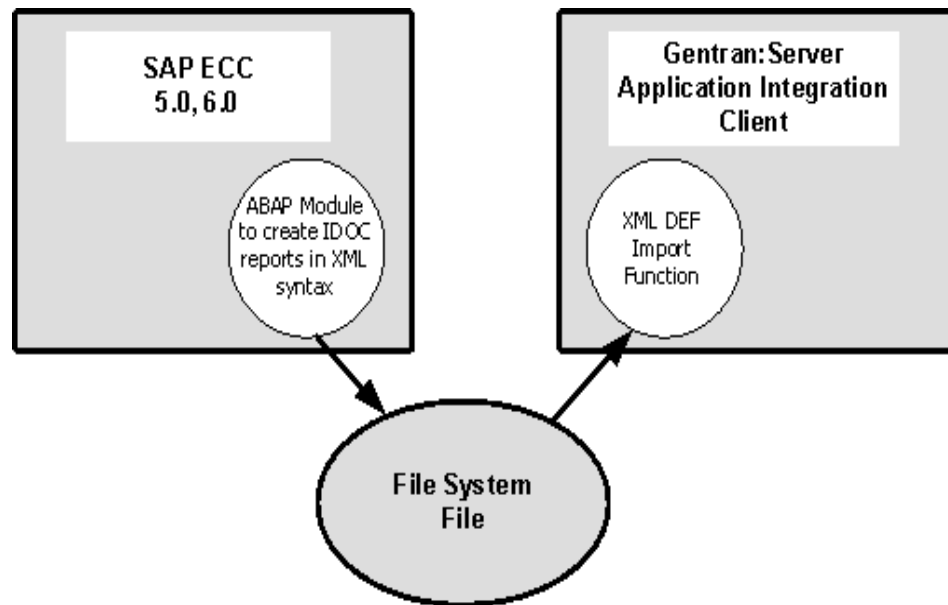 SAP ECC
5.0, 6.0
ABAP Module
to create IDOC
reports in XML
syntax
Gentran:Server
Application Integration
Client
XML DEF
Import
Function
File System
File